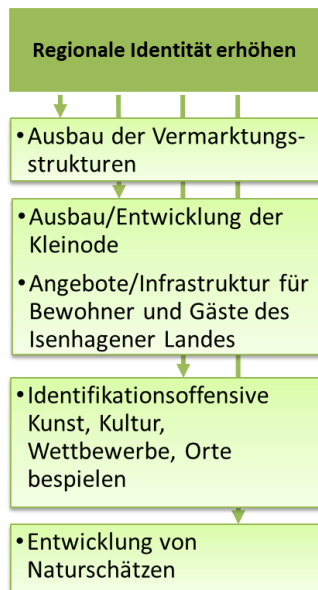 Regionale Identität erhöhen
•Ausbau der Vermarktungs-
strukturen
•Ausbau/Entwicklung der
Kleinode
•Angebote/Infrastruktur für
Bewohner und Gäste des
Isenhagener Landes
•Identifikationsoffensive
Kunst, Kultur,
Wettbewerbe, Orte
bespielen
•Entwicklung von
Naturschätzen